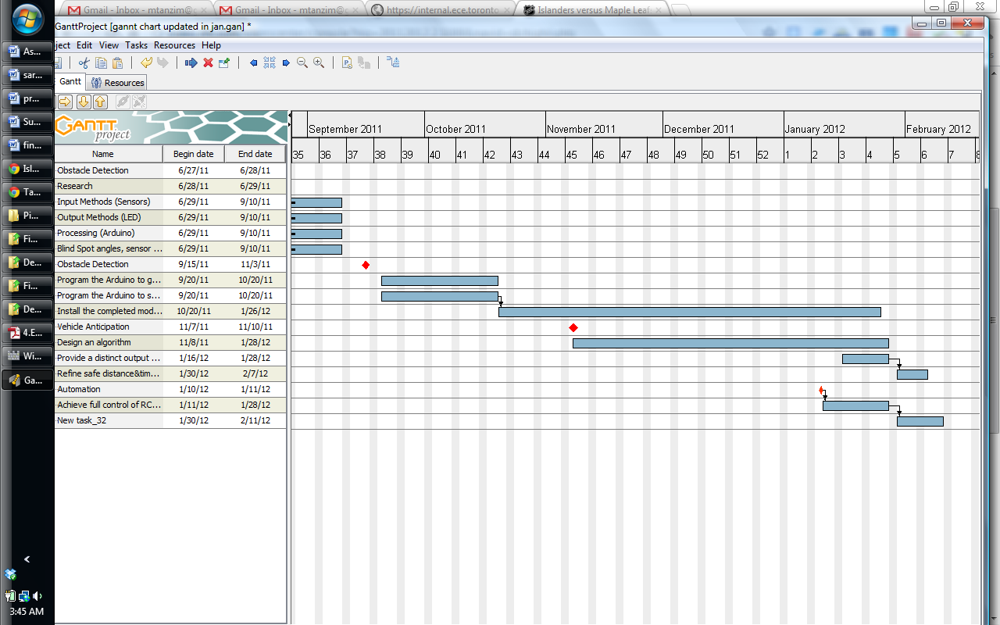 Gmail - Inbox - mtanzim@g
Gmail - Inbox - mtanzim@g
https://internal.ece.toronto
Islanders versus Maple Leaf
GanttProject [gannt chart updated in jan.gan] *
ject Edit View Tasks Resources Help
Gantt Resources
GANTT
project
September 2011 October 2011 November 2011 December 2011 January 2012 February 2012
Name Begin date End date 35 36 37 38 39 40 41 42 43 44 45 46 47 48 49 50 51 52 1 2 3 4 5 6 7
Obstacle Detection 6/27/11 6/28/11
Research 6/28/11 6/29/11
Input Methods (Sensors) 6/29/11 9/10/11
Output Methods (LED) 6/29/11 9/10/11
Processing (Arduino) 6/29/11 9/10/11
Blind Spot angles, sensor ... 6/29/11 9/10/11
Obstacle Detection 9/15/11 11/3/11
Program the Arduino to g... 9/20/11 10/20/11
Program the Arduino to s... 9/20/11 10/20/11
Install the completed mod... 10/20/11 1/26/12
Vehicle Anticipation 11/7/11 11/10/11
Design an algorithm 11/8/11 1/28/12
Provide a distinct output ... 1/16/12 1/28/12
Refine safe distance&tim... 1/30/12 2/7/12
Automation 1/10/12 1/11/12
Achieve full control of RC... 1/11/12 1/28/12
New task_32 1/30/12 2/11/12
As...
sar...
pr...
Su...
fin...
Isl...
Ta...
Pi...
Fi...
De...
Fi...
De...
4.E...
Wi...
Ga...
3:45 AM